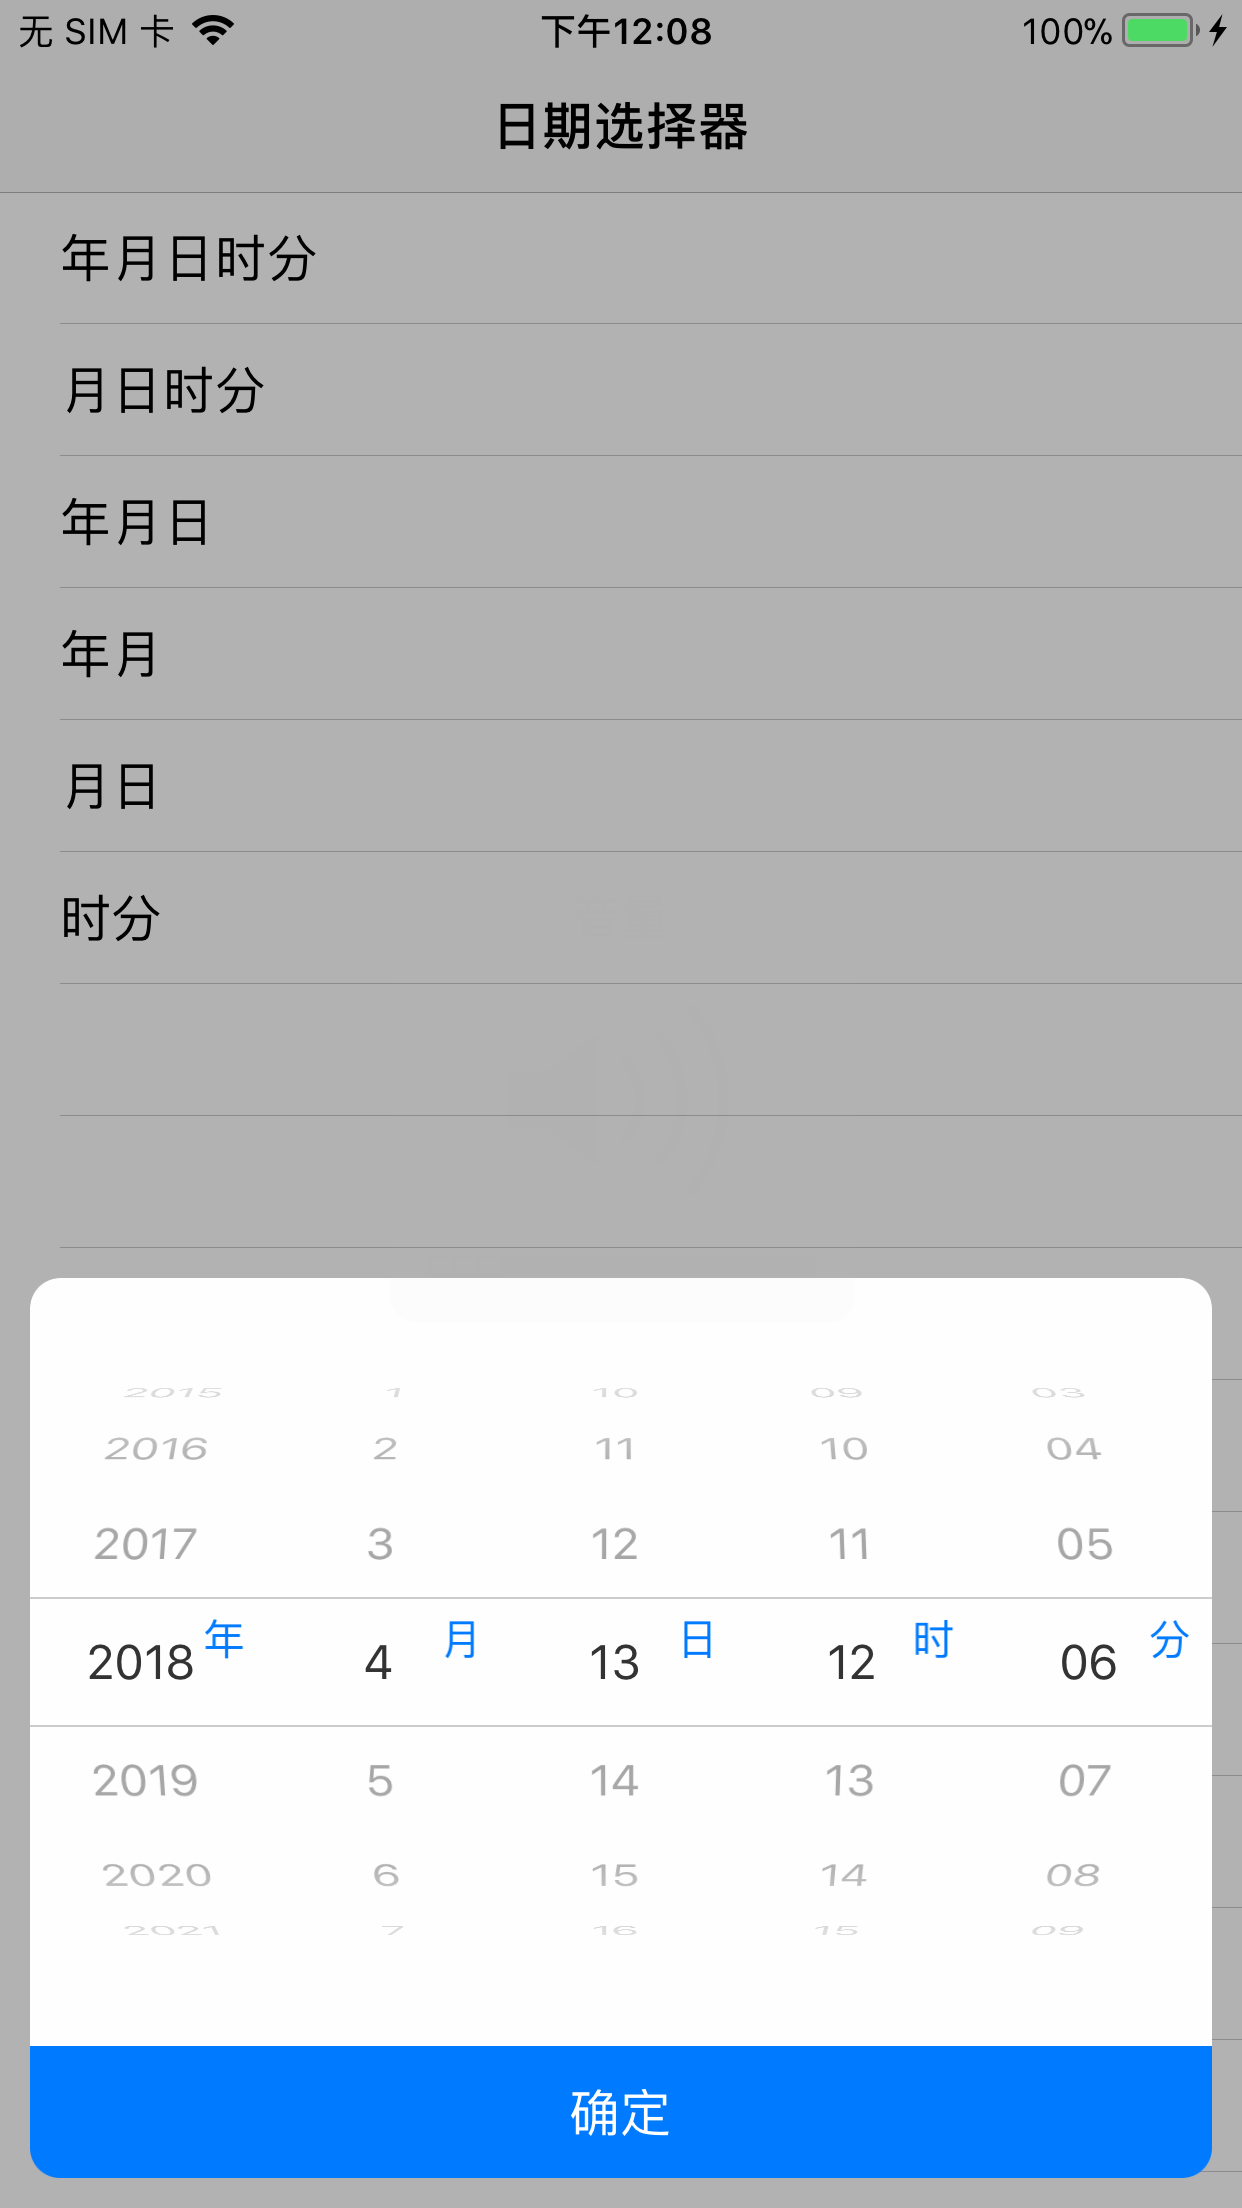 无 SIM 卡 下午12:08 100%
日期选择器
年月日时分
月日时分
年月日
年月
月日
时分
2015 1 10 09 03
2016 2 11 10 04
2017 3 12 11 05
2018 年 4 月 13 日 12 时 06 分
2019 5 14 13 07
2020 6 15 14 08
2021 7 16 15 09
确定